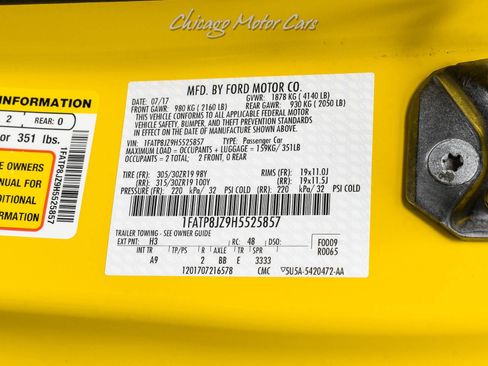 Chicago Motor Cars
INFORMATION
2 REAR: 0
or 351 lbs.
E OWNERS
NUAL FOR
DITIONAL
ORMATION
1FATP8JZ9H5525857
MFD. BY FORD MOTOR CO.
DATE: 07/17 GVWR: 1878 KG ( 4140 LB)
FRONT GAWR: 980 KG ( 2160 LB) REAR GAWR: 930 KG ( 2050 LB)
THIS VEHICLE CONFORMS TO ALL APPLICABLE FEDERAL MOTOR
VEHICLE SAFETY, BUMPER, AND THEFT PREVENTION STANDARDS
IN EFFECT ON THE DATE OF MANUFACTURE SHOWN ABOVE.
VIN: 1FATP8JZ9H5525857 TYPE: Passenger Car
MAXIMUM LOAD = OCCUPANTS + LUGGAGE = 159KG/ 351LB
OCCUPANTS = 2 TOTAL: 2 FRONT, 0 REAR
TIRE (FR): 305/30ZR19 98Y RIMS (FR): 19x11.0J
TIRE (RR): 315/30ZR19 100Y (RR): 19x11.5J
PRESSURE (FR): 220 kPa/ 32 PSI COLD (RR): 220 kPa/ 32 PSI COLD
1FATP8JZ9H5525857
TRAILER TOWING - SEE OWNER GUIDE
EXT PNT: H3 RC: 48 DSO: F0009
R0065
INT TR TP/PS R AXLE TR SPR
A9 2 BB E 3333
1201707216578 CMC 5U5A-5420472-AA